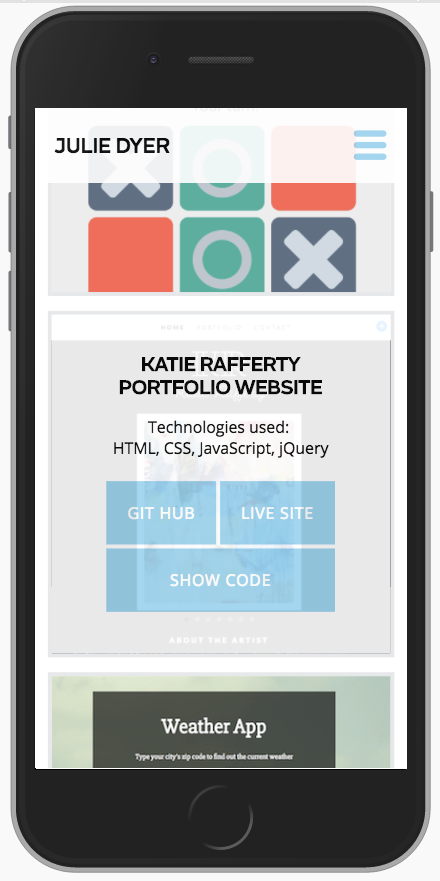 JULIE DYER
HOME PORTFOLIO CONTACT
KATIE RAFFERTY
PORTFOLIO WEBSITE
Technologies used:
HTML, CSS, JavaScript, jQuery
GIT HUB LIVE SITE
SHOW CODE
ABOUT THE ARTIST
Weather App
Type your city's zip code to find out the current weather